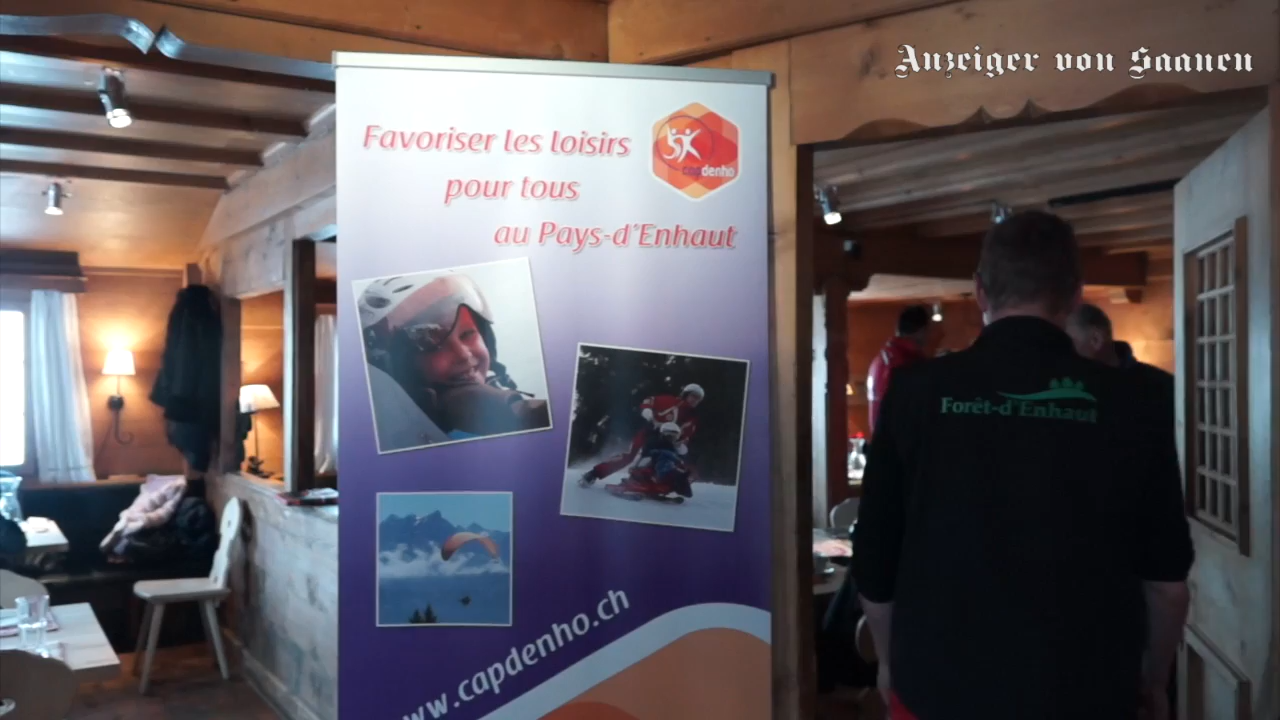 Anzeiger von Saanen
Favoriser les loisirs
pour tous
au Pays-d'Enhaut
capdenho
Forêt-d'Enhaut
www.capdenho.ch